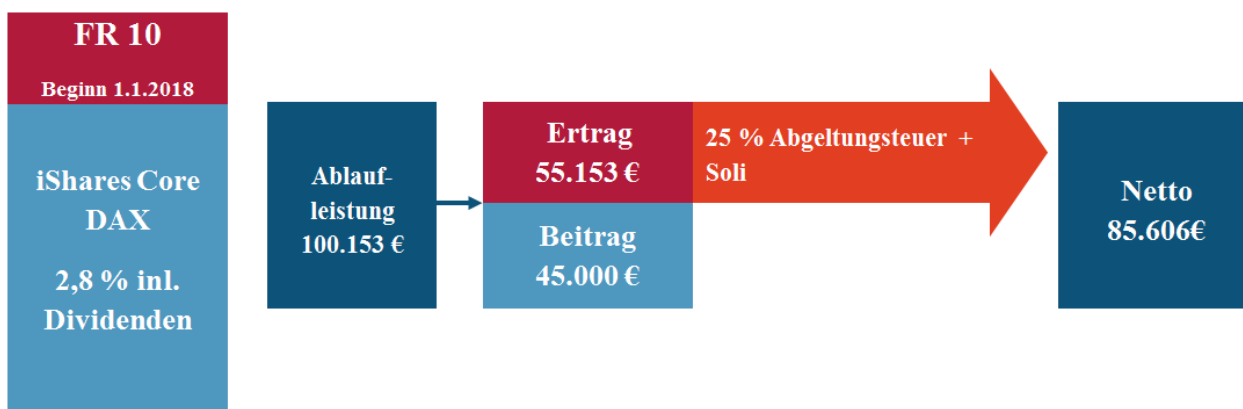 FR 10
Beginn 1.1.2018
iShares Core
DAX
2,8 % inl.
Dividenden
Ablauf-
leistung
100.153 €
Ertrag
55.153 €
Beitrag
45.000 €
25 % Abgeltungsteuer +
Soli
Netto
85.606€